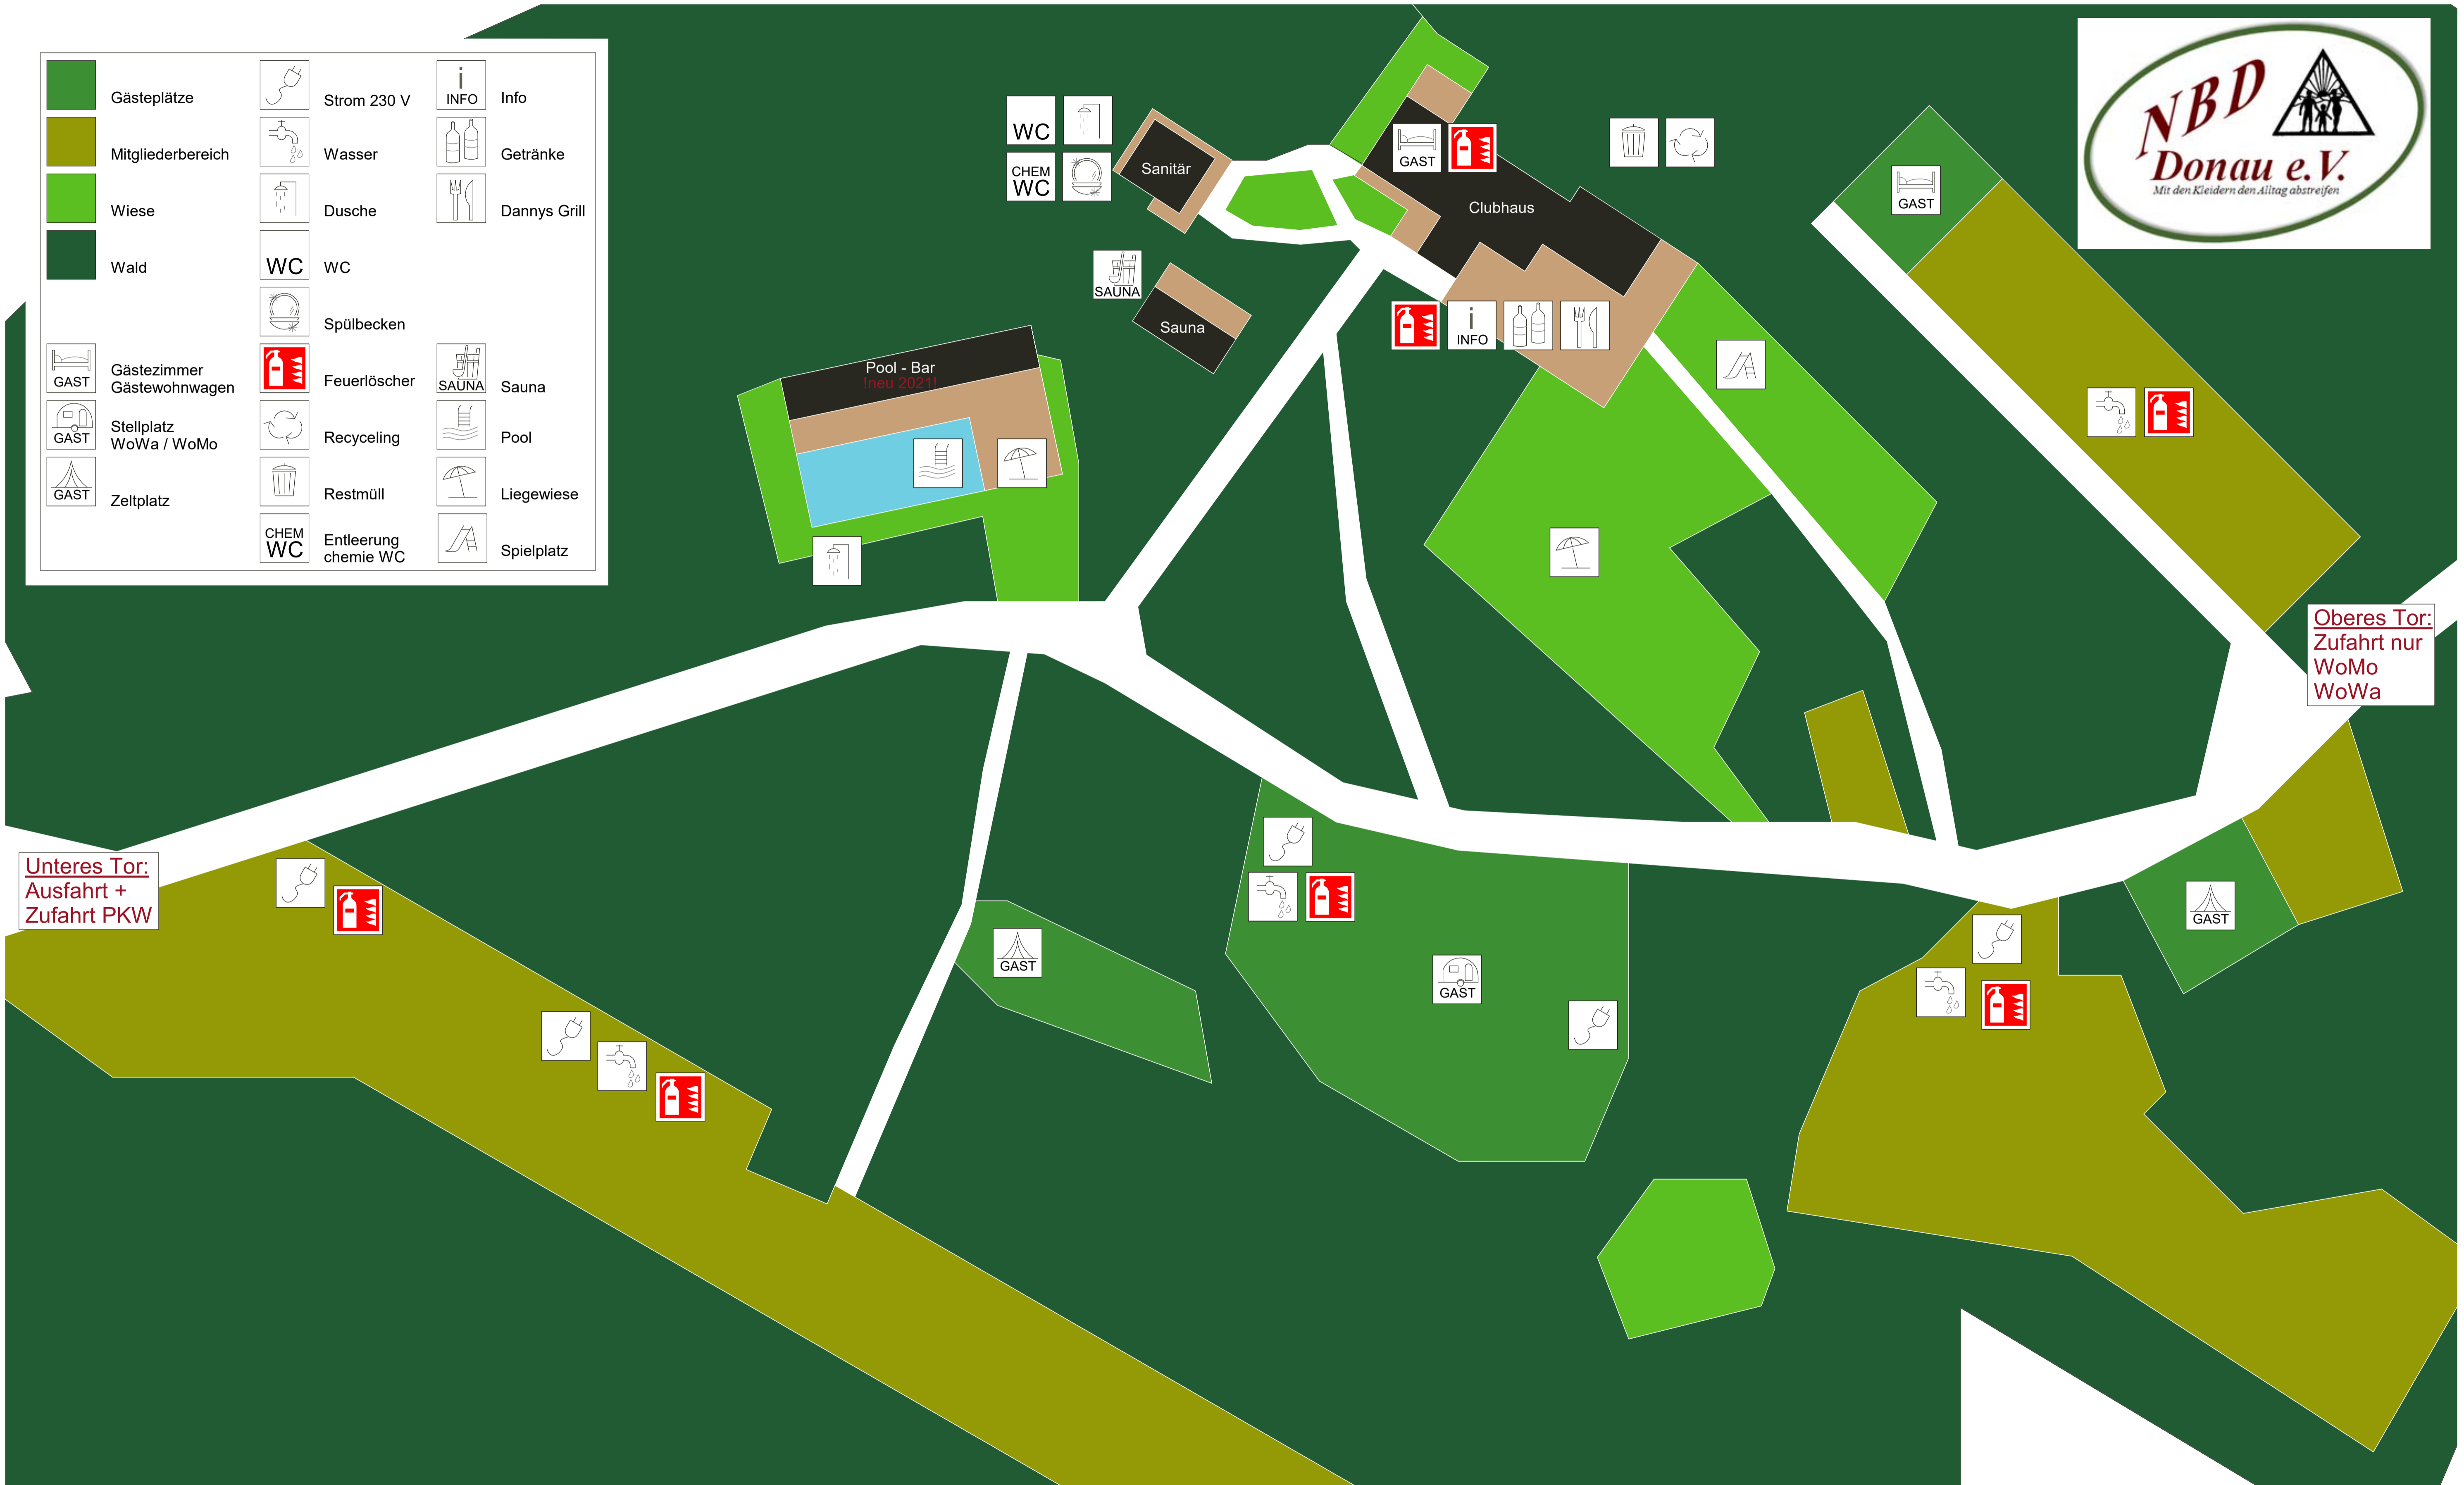 Gästeplätze
Mitgliederbereich
Wiese
Wald
GAST
Gästezimmer
Gästewohnwagen
GAST
Stellplatz
WoWa / WoMo
GAST
Zeltplatz
Strom 230 V
Wasser
Dusche
WC
WC
Spülbecken
Feuerlöscher
Recyceling
Restmüll
CHEM
WC
Entleerung
chemie WC
i
INFO
Info
Getränke
Dannys Grill
SAUNA
Sauna
Pool
Liegewiese
Spielplatz
NBD
Donau e.V.
Mit den Kleidern den Alltag abstreifen
WC
CHEM
WC
Sanitär
GAST
Clubhaus
GAST
SAUNA
Sauna
i
INFO
Pool - Bar
!neu 2021!
Oberes Tor:
Zufahrt nur
WoMo
WoWa
Unteres Tor:
Ausfahrt +
Zufahrt PKW
GAST
GAST
GAST